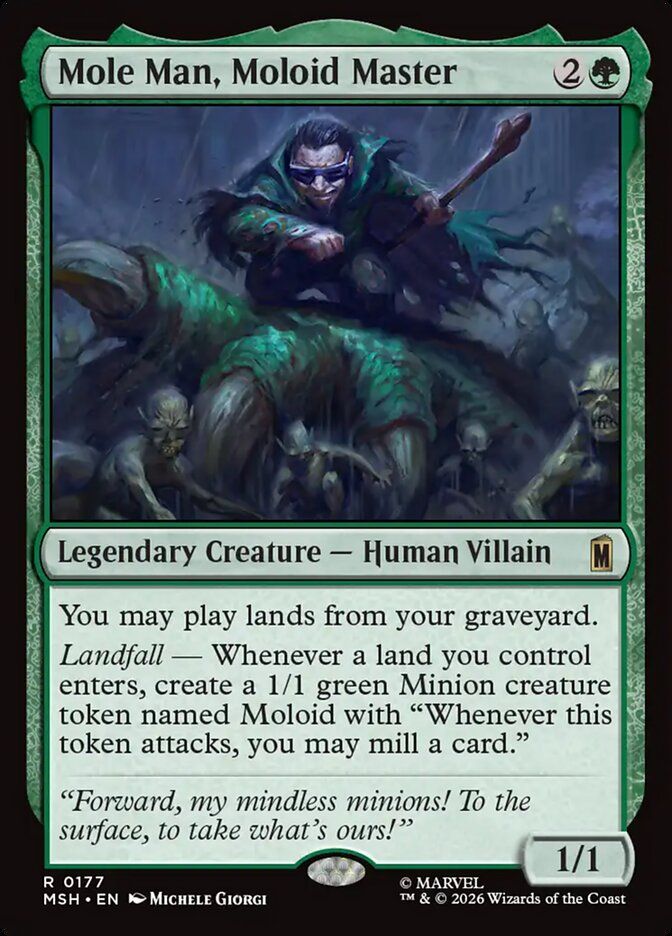 Mole Man, Moloid Master 2
Legendary Creature — Human Villain M
You may play lands from your graveyard.
Landfall — Whenever a land you control
enters, create a 1/1 green Minion creature
token named Moloid with “Whenever this
token attacks, you may mill a card.”
“Forward, my mindless minions! To the
surface, to take what’s ours!”
1/1
R 0177
MSH • EN Michele Giorgi
© MARVEL
™ & © 2026 Wizards of the Coast